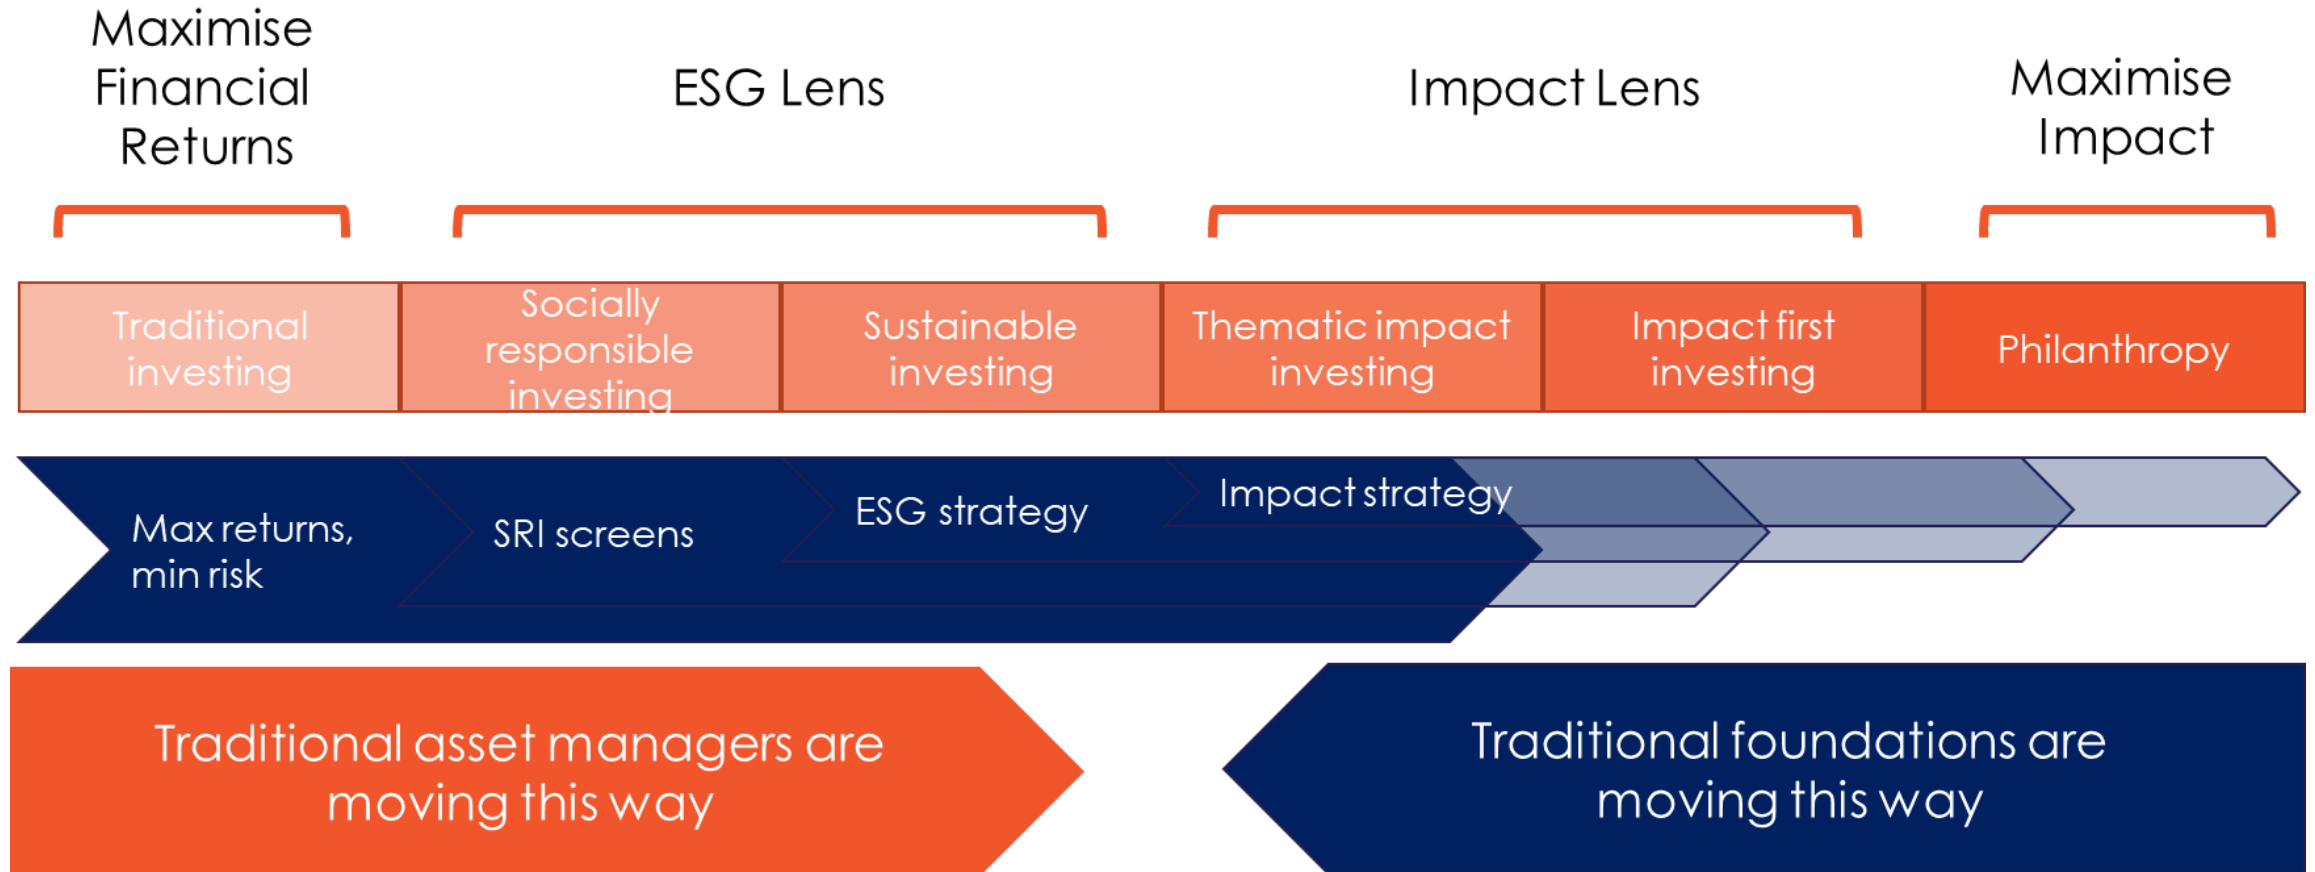 Maximise
Financial
Returns
ESG Lens
Impact Lens
Maximise
Impact
Traditional
investing
Socially
responsible
investing
Sustainable
investing
Thematic impact
investing
Impact first
investing
Philanthropy
Max returns,
min risk
SRI screens
ESG strategy
Impact strategy
Traditional asset managers are
moving this way
Traditional foundations are
moving this way